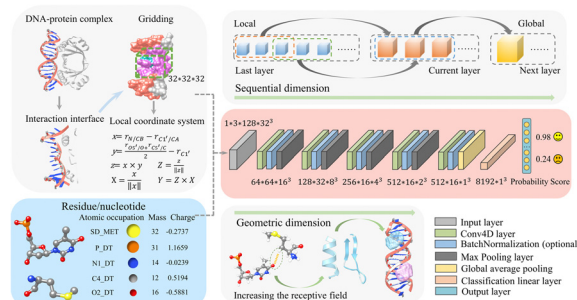 DNA-protein complex
Gridding
32*32*32
Interaction interface
Local coordinate system
x= r_{N/C1'} − r_{C1'/CA}
Z = z/‖z‖
z= x × y
X = x/‖x‖
Y = Z × X
Residue/nucleotide
Atomic occupation Mass Charge
SD_MET 32 -0.2737
P_DT 31 1.1659
N1_DT 14 -0.0239
C4_DT 12 0.5194
O2_DT 16 -0.5881
Local
Global
Last layer
Current layer
Next layer
Sequential dimension
1*3*128*32³
64*64*16³
128*32*8³
256*16*4³
512*16*2³
512*16*1³
8192*1³
0.98
0.24
Probability Score
Geometric dimension
Increasing the receptive field
Input layer
Conv4D layer
BatchNormalization (optional
Max Pooling layer
Global average pooling
Classification linear layer
Output layer